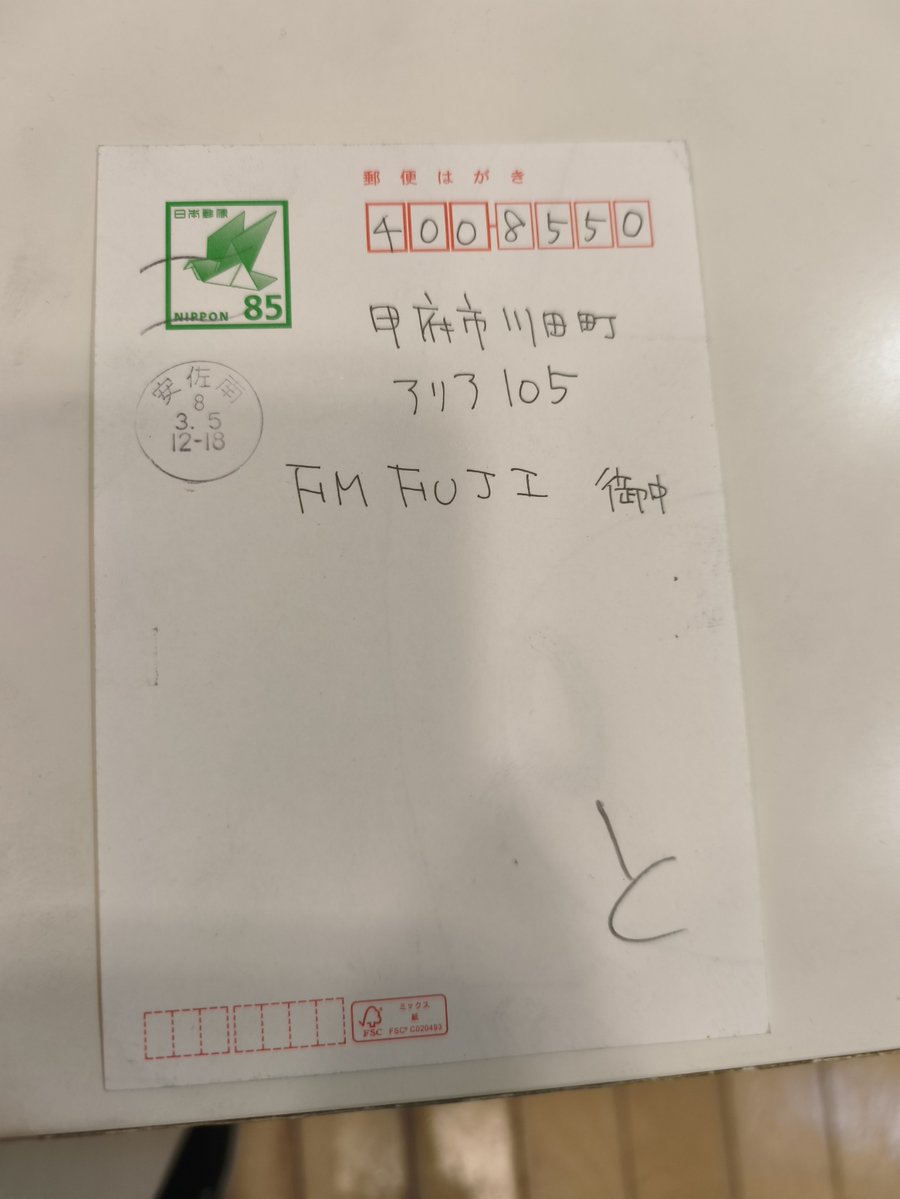 郵便はがき
日本郵便
NIPPON 85
400-8550
甲府市川田町
アリア105
FM FUJI 御中
安佐南
8
3. 5
12-18
と
ミックス
紙
FSC
FSC® C020493